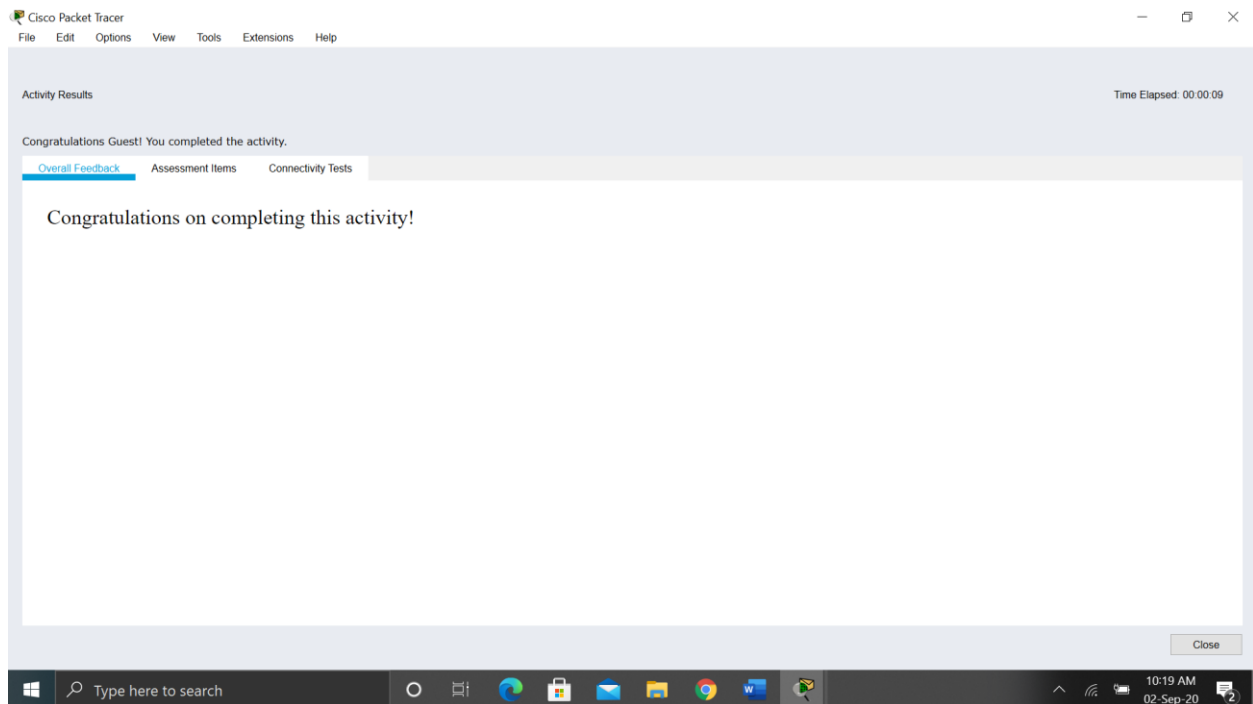 Cisco Packet Tracer
File Edit Options View Tools Extensions Help
Activity Results Time Elapsed: 00:00:09
Congratulations Guest! You completed the activity.
Overall Feedback Assessment Items Connectivity Tests
Congratulations on completing this activity!
Close
Type here to search
W
10:19 AM
02-Sep-20
2